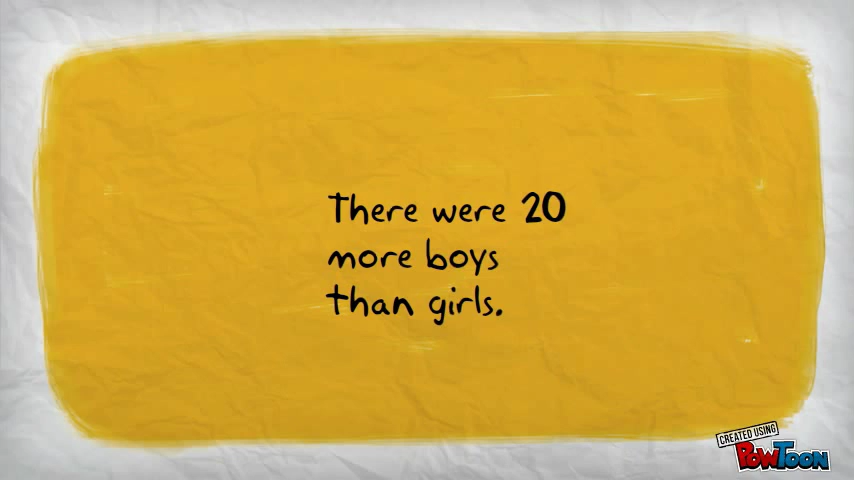 There were 20
more boys
than girls.
CREATED USING
POWTOON